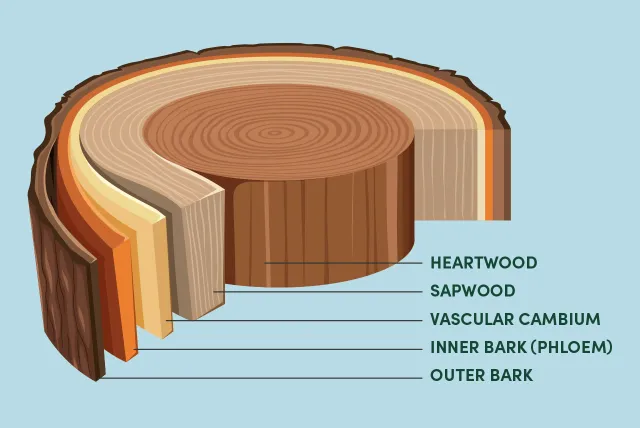 HEARTWOOD
SAPWOOD
VASCULAR CAMBIUM
INNER BARK (PHLOEM)
OUTER BARK